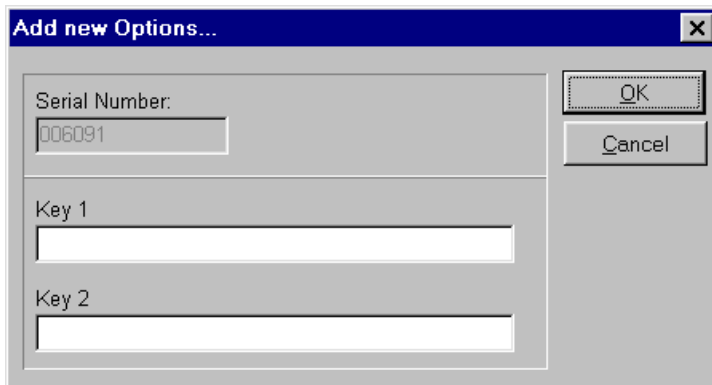 Add new Options...
Serial Number:
006091
OK
Cancel
Key 1
Key 2